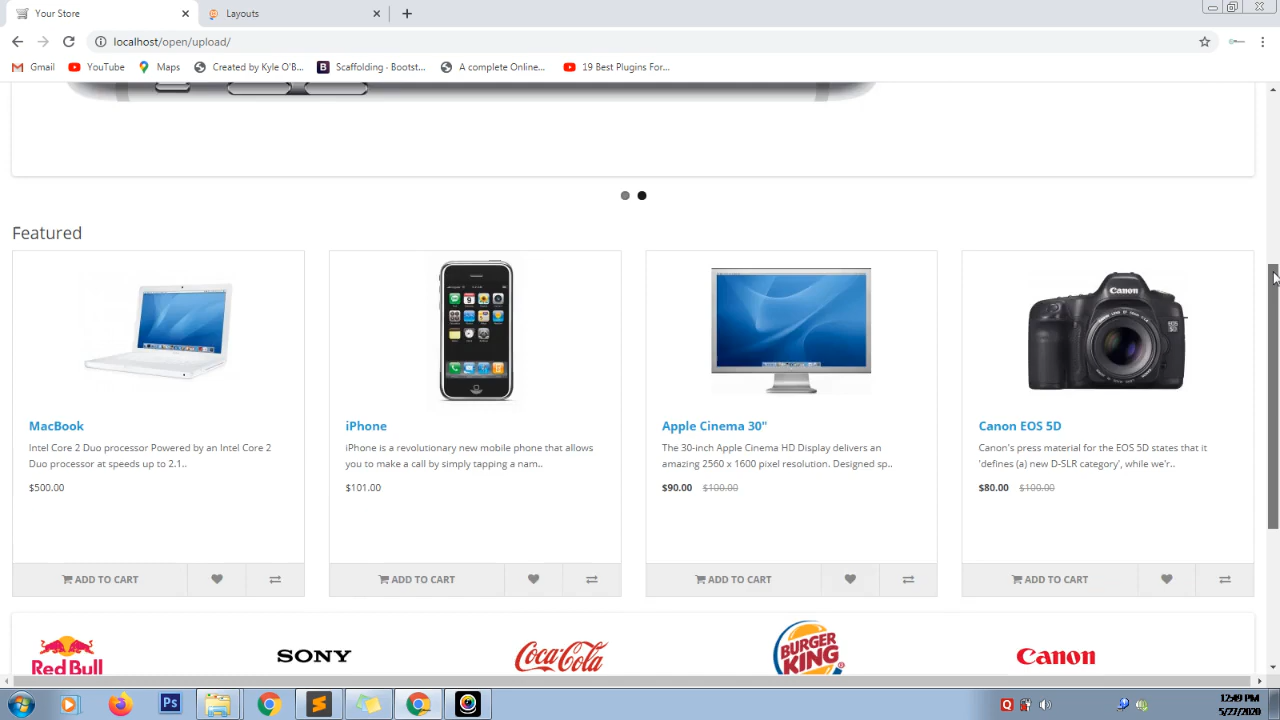 Your Store
Layouts
localhost/open/upload/
Gmail
YouTube
Maps
Created by Kyle O'B...
B
Scaffolding - Bootst...
A complete Online...
19 Best Plugins For...
Featured
Canon
MacBook
Intel Core 2 Duo processor Powered by an Intel Core 2
Duo processor at speeds up to 2.1..
$500.00
iPhone
iPhone is a revolutionary new mobile phone that allows
you to make a call by simply tapping a nam..
$101.00
Apple Cinema 30"
The 30-inch Apple Cinema HD Display delivers an
amazing 2560 x 1600 pixel resolution. Designed sp..
$90.00 $100.00
Canon EOS 5D
Canon's press material for the EOS 5D states that it
'defines (a) new D-SLR category', while we'r..
$80.00 $100.00
ADD TO CART
ADD TO CART
ADD TO CART
ADD TO CART
Red Bull
SONY
Coca-Cola
BURGER
KING
Canon
Ps
12:49 PM
5/27/2020